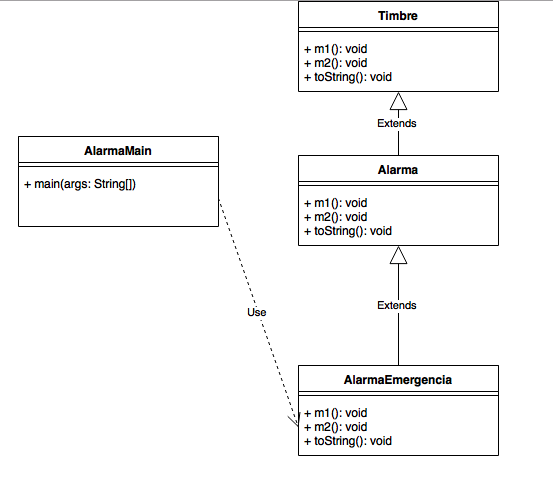 Timbre
+ m1(): void
+ m2(): void
+ toString(): void
Extends
AlarmaMain
+ main(args: String[])
Alarma
+ m1(): void
+ m2(): void
+ toString(): void
Extends
Use
AlarmaEmergencia
+ m1(): void
+ m2(): void
+ toString(): void